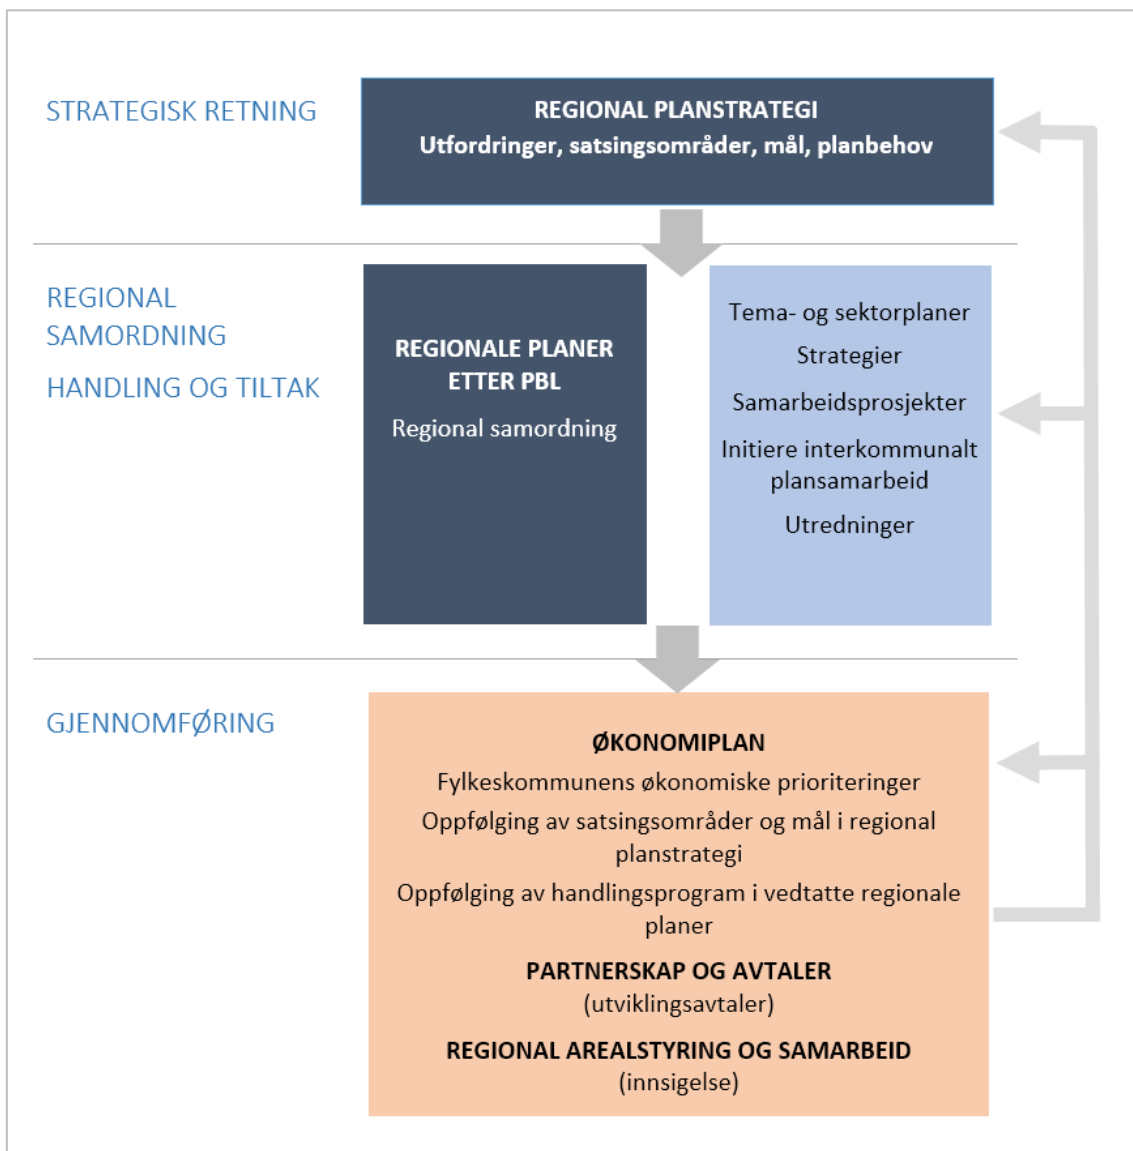 STRATEGISK RETNING
REGIONAL PLANSTRATEGI
Utfordringer, satsingsområder, mål, planbehov
REGIONAL
SAMORDNING
HANDLING OG TILTAK
REGIONALE PLANER
ETTER PBL
Regional samordning
Tema- og sektorplaner
Strategier
Samarbeidsprosjekter
Initiere interkommunalt
plansamarbeid
Utredninger
GJENNOMFØRING
ØKONOMIPLAN
Fylkeskommunens økonomiske prioriteringer
Oppfølging av satsingsområder og mål i regional
planstrategi
Oppfølging av handlingsprogram i vedtatte regionale
planer
PARTNERSKAP OG AVTALER
(utviklingsavtaler)
REGIONAL AREALSTYRING OG SAMARBEID
(innsigelse)